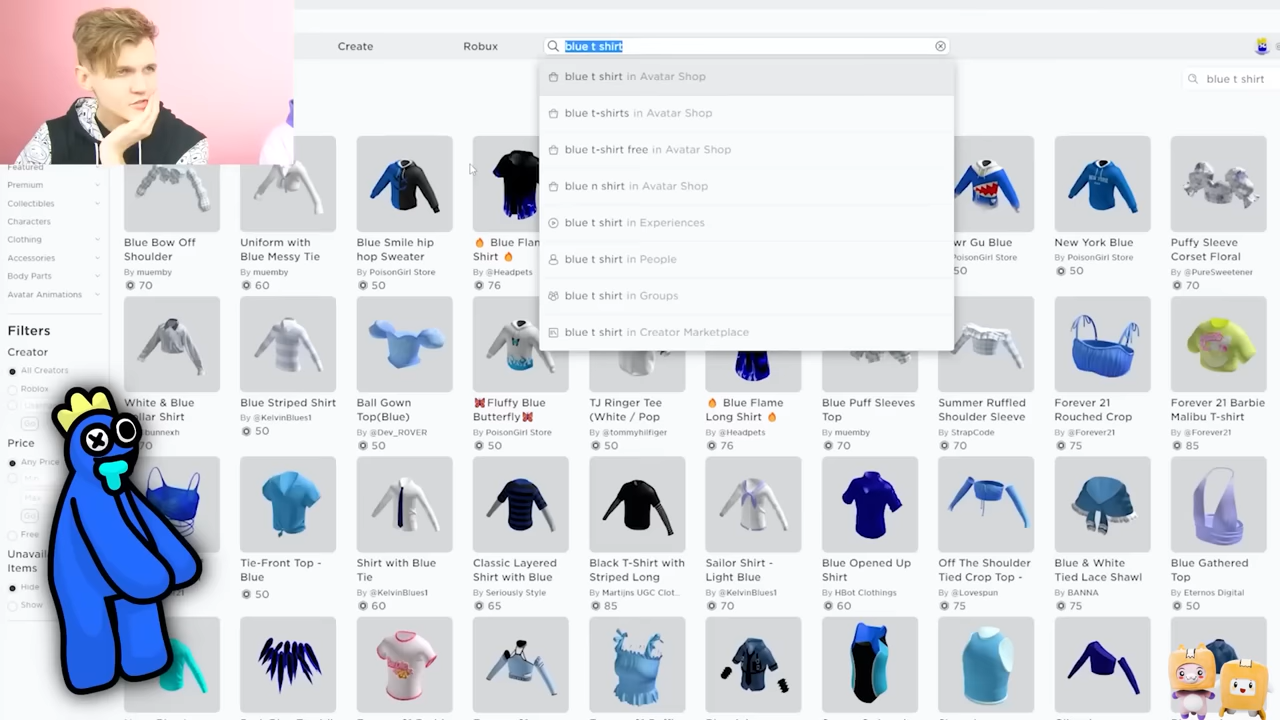 Create
Robux
blue t shirt
blue t shirt
blue t shirt in Avatar Shop
blue t-shirts in Avatar Shop
blue t-shirt free in Avatar Shop
blue n shirt in Avatar Shop
blue t shirt in Experiences
blue t shirt in People
blue t shirt in Groups
blue t shirt in Creator Marketplace
Featured
Premium
Collectibles
Characters
Clothing
Accessories
Body Parts
Avatar Animations
Filters
Creator
All Creators
Roblox
Price
Any Price
Free
Items
Hide
Show
Blue Bow Off
Shoulder
By muemby
70
Uniform with
Blue Messy Tie
By muemby
60
Blue Smile hip
hop Sweater
By PoisonGirl Store
50
Shirt
By @Headpets
76
wr Gu Blue
PoisonGirl Store
50
New York Blue
By PoisonGirl Store
50
Puffy Sleeve
Corset Floral
By @PureSweetener
70
White & Blue
bunnexh
70
Blue Striped Shirt
By @KelvinBlues1
50
Ball Gown
Top(Blue)
By @Dev_R0VER
50
Fluffy Blue
Butterfly
By PoisonGirl Store
50
TJ Ringer Tee
(White / Pop
By @tommyhilfiger
50
Blue Flame
Long Shirt
By @Headpets
76
Blue Puff Sleeves
Top
By muemby
70
Summer Ruffled
Shoulder Sleeve
By StrapCode
70
Forever 21
Rouched Crop
By @Forever21
75
Forever 21 Barbie
Malibu T-shirt
By @Forever21
85
Tie-Front Top -
Blue
50
Shirt with Blue
Tie
By @KelvinBlues1
60
Classic Layered
Shirt with Blue
By Seriously Style
65
Black T-Shirt with
Striped Long
By Martijns UGC Clot...
85
Sailor Shirt -
Light Blue
By @KelvinBlues1
70
Blue Opened Up
Shirt
By HBot Clothings
60
Off The Shoulder
Tied Crop Top -
By @Lovespun
75
Blue & White
Tied Lace Shawl
By BANNA
75
Blue Gathered
Top
By Eternos Digital
50